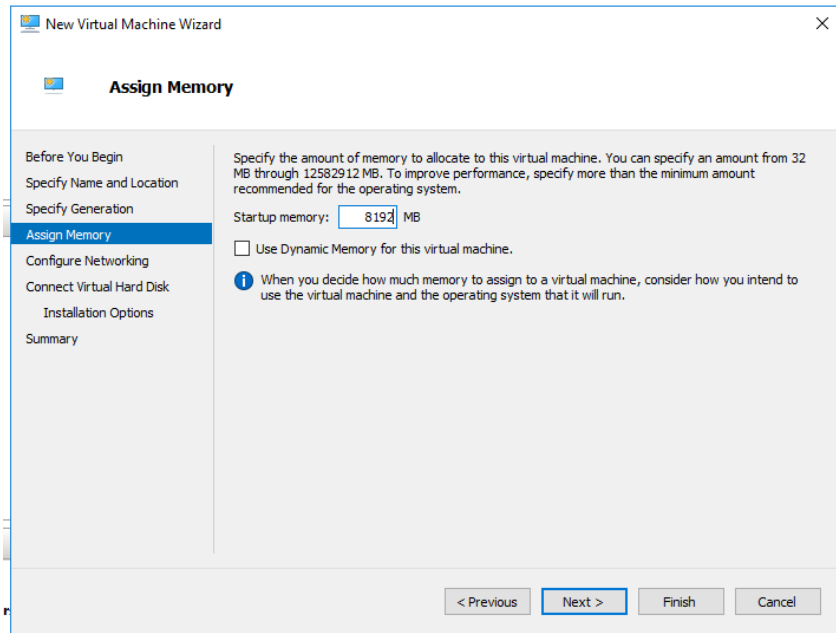 New Virtual Machine Wizard
Assign Memory
Before You Begin
Specify Name and Location
Specify Generation
Assign Memory
Configure Networking
Connect Virtual Hard Disk
Installation Options
Summary
Specify the amount of memory to allocate to this virtual machine. You can specify an amount from 32
MB through 12582912 MB. To improve performance, specify more than the minimum amount
recommended for the operating system.
Startup memory: 8192 MB
Use Dynamic Memory for this virtual machine.
When you decide how much memory to assign to a virtual machine, consider how you intend to
use the virtual machine and the operating system that it will run.
< Previous Next > Finish Cancel